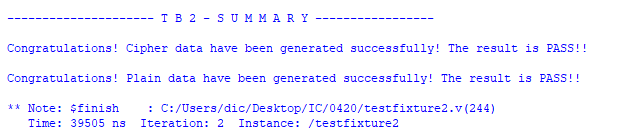 --------------------- T B 2 - S U M M A R Y -----------------
Congratulations! Cipher data have been generated successfully! The result is PASS!!
Congratulations! Plain data have been generated successfully! The result is PASS!!
** Note: $finish    : C:/Users/dic/Desktop/IC/0420/testfixture2.v(244)
   Time: 39505 ns  Iteration: 2  Instance: /testfixture2